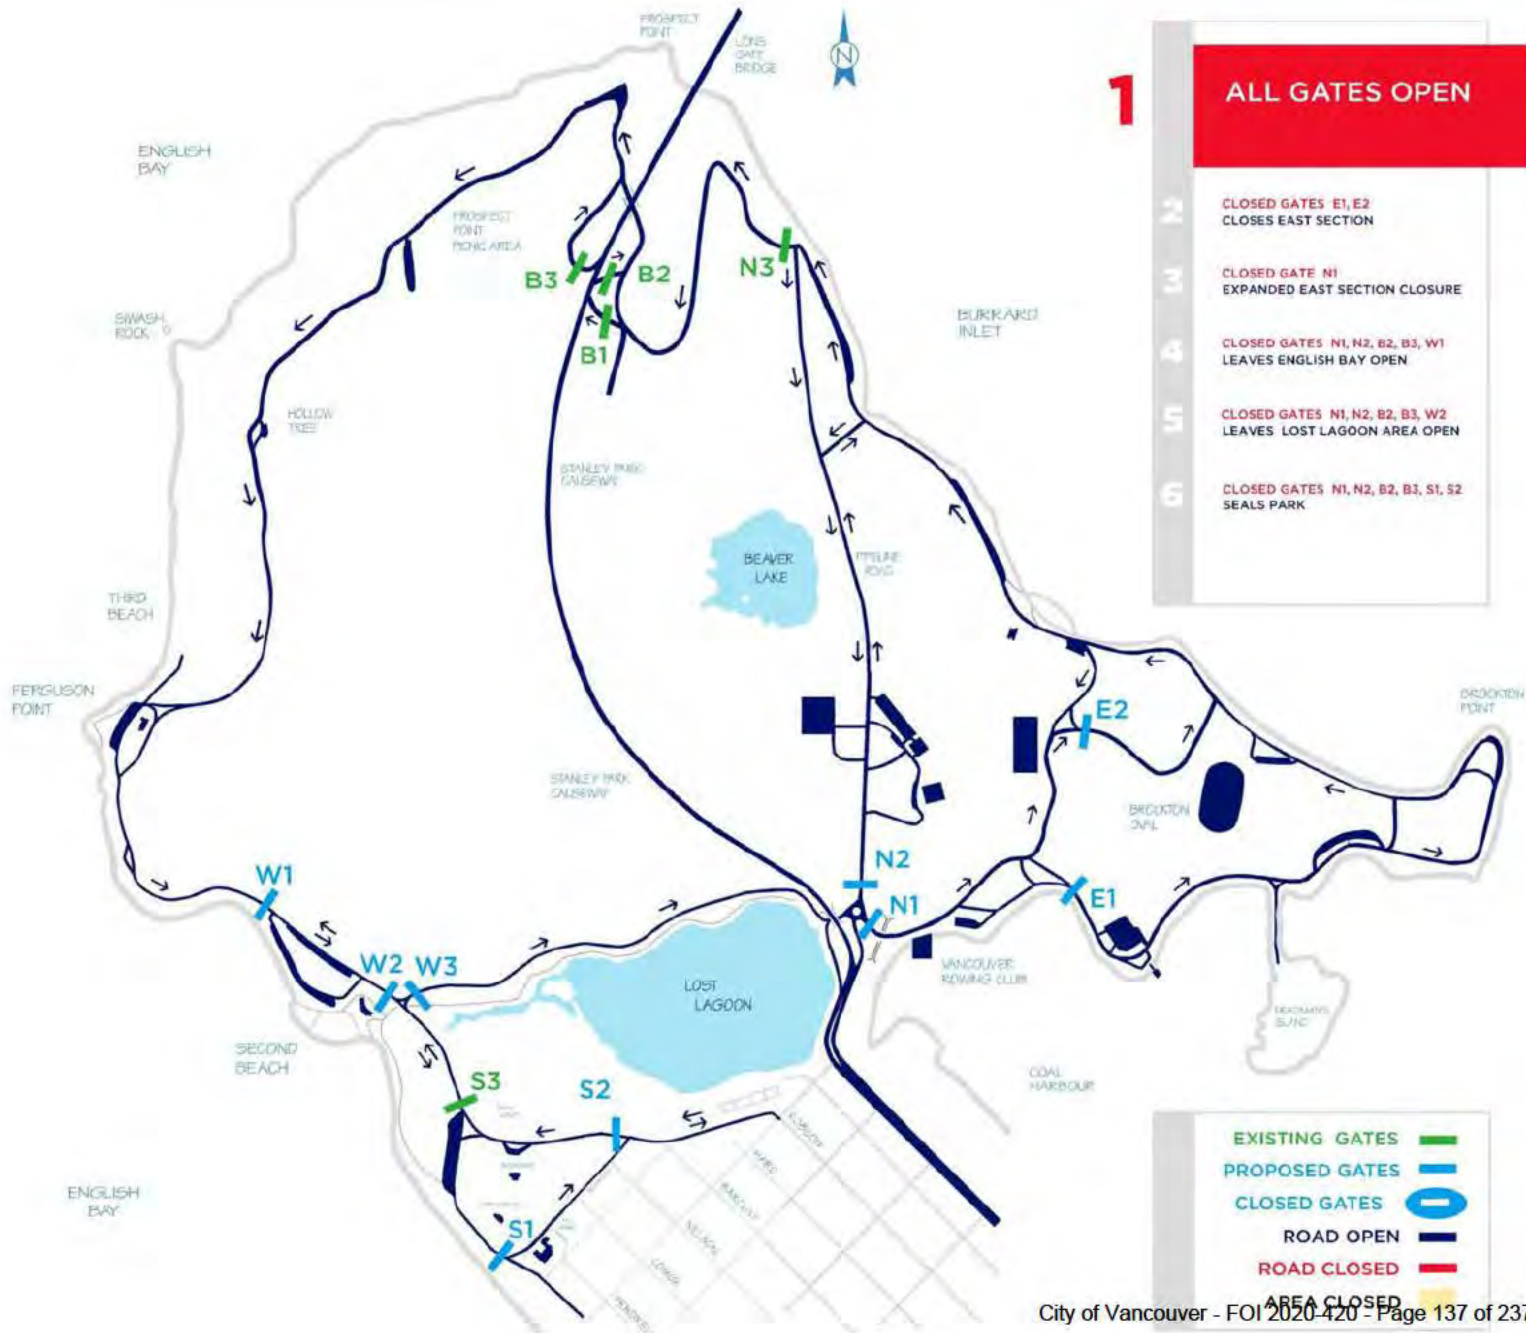 PROSPECT
POINT
LIONS
GATE
BRIDGE
N
1
ALL GATES OPEN
ENGLISH
BAY
2
CLOSED GATES E1, E2
CLOSES EAST SECTION
PROSPECT
POINT
PICNIC AREA
B3
B2
N3
3
CLOSED GATE N1
EXPANDED EAST SECTION CLOSURE
SIWASH
ROCK
BURRARD
INLET
B1
4
CLOSED GATES N1, N2, B2, B3, W1
LEAVES ENGLISH BAY OPEN
HOLLOW
TREE
5
CLOSED GATES N1, N2, B2, B3, W2
LEAVES LOST LAGOON AREA OPEN
STANLEY PARK
CAUSEWAY
6
CLOSED GATES N1, N2, B2, B3, S1, S2
SEALS PARK
BEAVER
LAKE
PIPELINE
ROAD
THIRD
BEACH
FERGUSON
POINT
BROCKTON
POINT
E2
STANLEY PARK
CAUSEWAY
BROCKTON
OVAL
W1
N2
E1
N1
W2
W3
VANCOUVER
ROWING CLUB
LOST
LAGOON
DEADMAN'S
ISLAND
SECOND
BEACH
S3
S2
COAL
HARBOUR
ROBSON
HARO
BARCLAY
NELSON
COMOX
ENGLISH
BAY
S1
EXISTING GATES
PROPOSED GATES
CLOSED GATES
ROAD OPEN
ROAD CLOSED
AREA CLOSED
City of Vancouver - FOI 2020-420 - Page 137 of 237